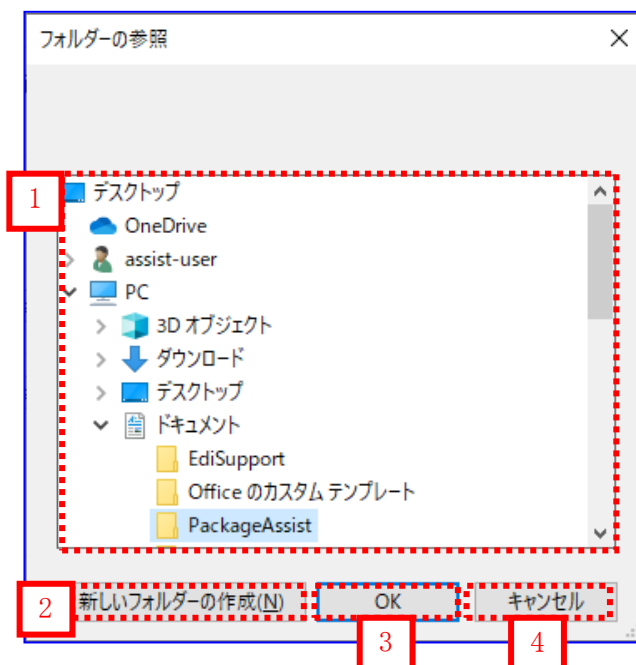 フォルダーの参照
1
デスクトップ
OneDrive
assist-user
PC
3D オブジェクト
ダウンロード
デスクトップ
ドキュメント
EdiSupport
Office のカスタム テンプレート
PackageAssist
2 新しいフォルダーの作成(N) OK キャンセル
3 4